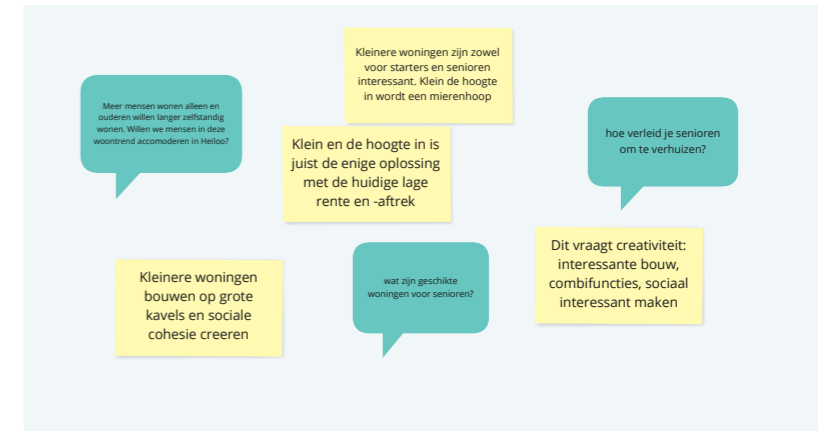 Kleinere woningen zijn zowel
voor starters en senioren
interessant. Klein de hoogte
in wordt een mierenhoop
Meer mensen wonen alleen en
ouderen willen langer zelfstandig
wonen. Willen we mensen in deze
woontrend accomoderen in Heiloo?
Klein en de hoogte in is
juist de enige oplossing
met de huidige lage
rente en -aftrek
hoe verleid je senioren
om te verhuizen?
Dit vraagt creativiteit:
interessante bouw,
combifuncties, sociaal
interessant maken
Kleinere woningen
bouwen op grote
kavels en sociale
cohesie creeren
wat zijn geschikte
woningen voor senioren?